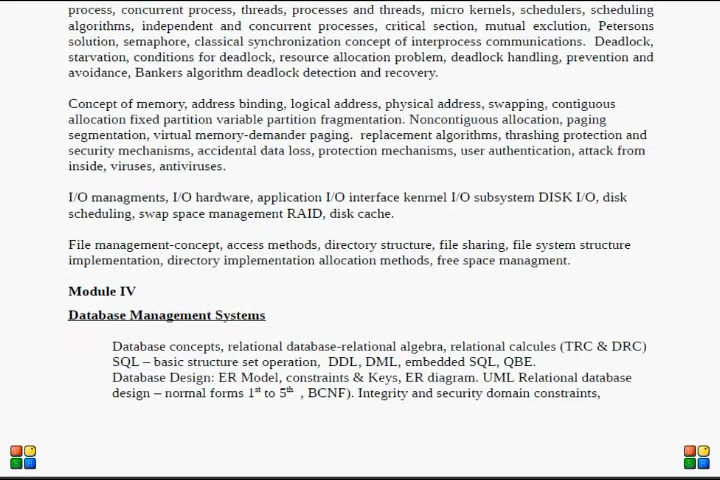 process, concurrent process, threads, processes and threads, micro kernels, schedulers, scheduling
algorithms, independent and concurrent processes, critical section, mutual exclution, Petersons
solution, semaphore, classical synchronization concept of interprocess communications. Deadlock,
starvation, conditions for deadlock, resource allocation problem, deadlock handling, prevention and
avoidance, Bankers algorithm deadlock detection and recovery.
Concept of memory, address binding, logical address, physical address, swapping, contiguous
allocation fixed partition variable partition fragmentation. Noncontiguous allocation, paging
segmentation, virtual memory-demander paging. replacement algorithms, thrashing protection and
security mechanisms, accidental data loss, protection mechanisms, user authentication, attack from
inside, viruses, antiviruses.
I/O managments, I/O hardware, application I/O interface kenrnel I/O subsystem DISK I/O, disk
scheduling, swap space management RAID, disk cache.
File management-concept, access methods, directory structure, file sharing, file system structure
implementation, directory implementation allocation methods, free space managment.
Module IV
Database Management Systems
Database concepts, relational database-relational algebra, relational calcules (TRC & DRC)
SQL – basic structure set operation, DDL, DML, embedded SQL, QBE.
Database Design: ER Model, constraints & Keys, ER diagram. UML Relational database
design – normal forms 1st to 5th , BCNF). Integrity and security domain constraints,